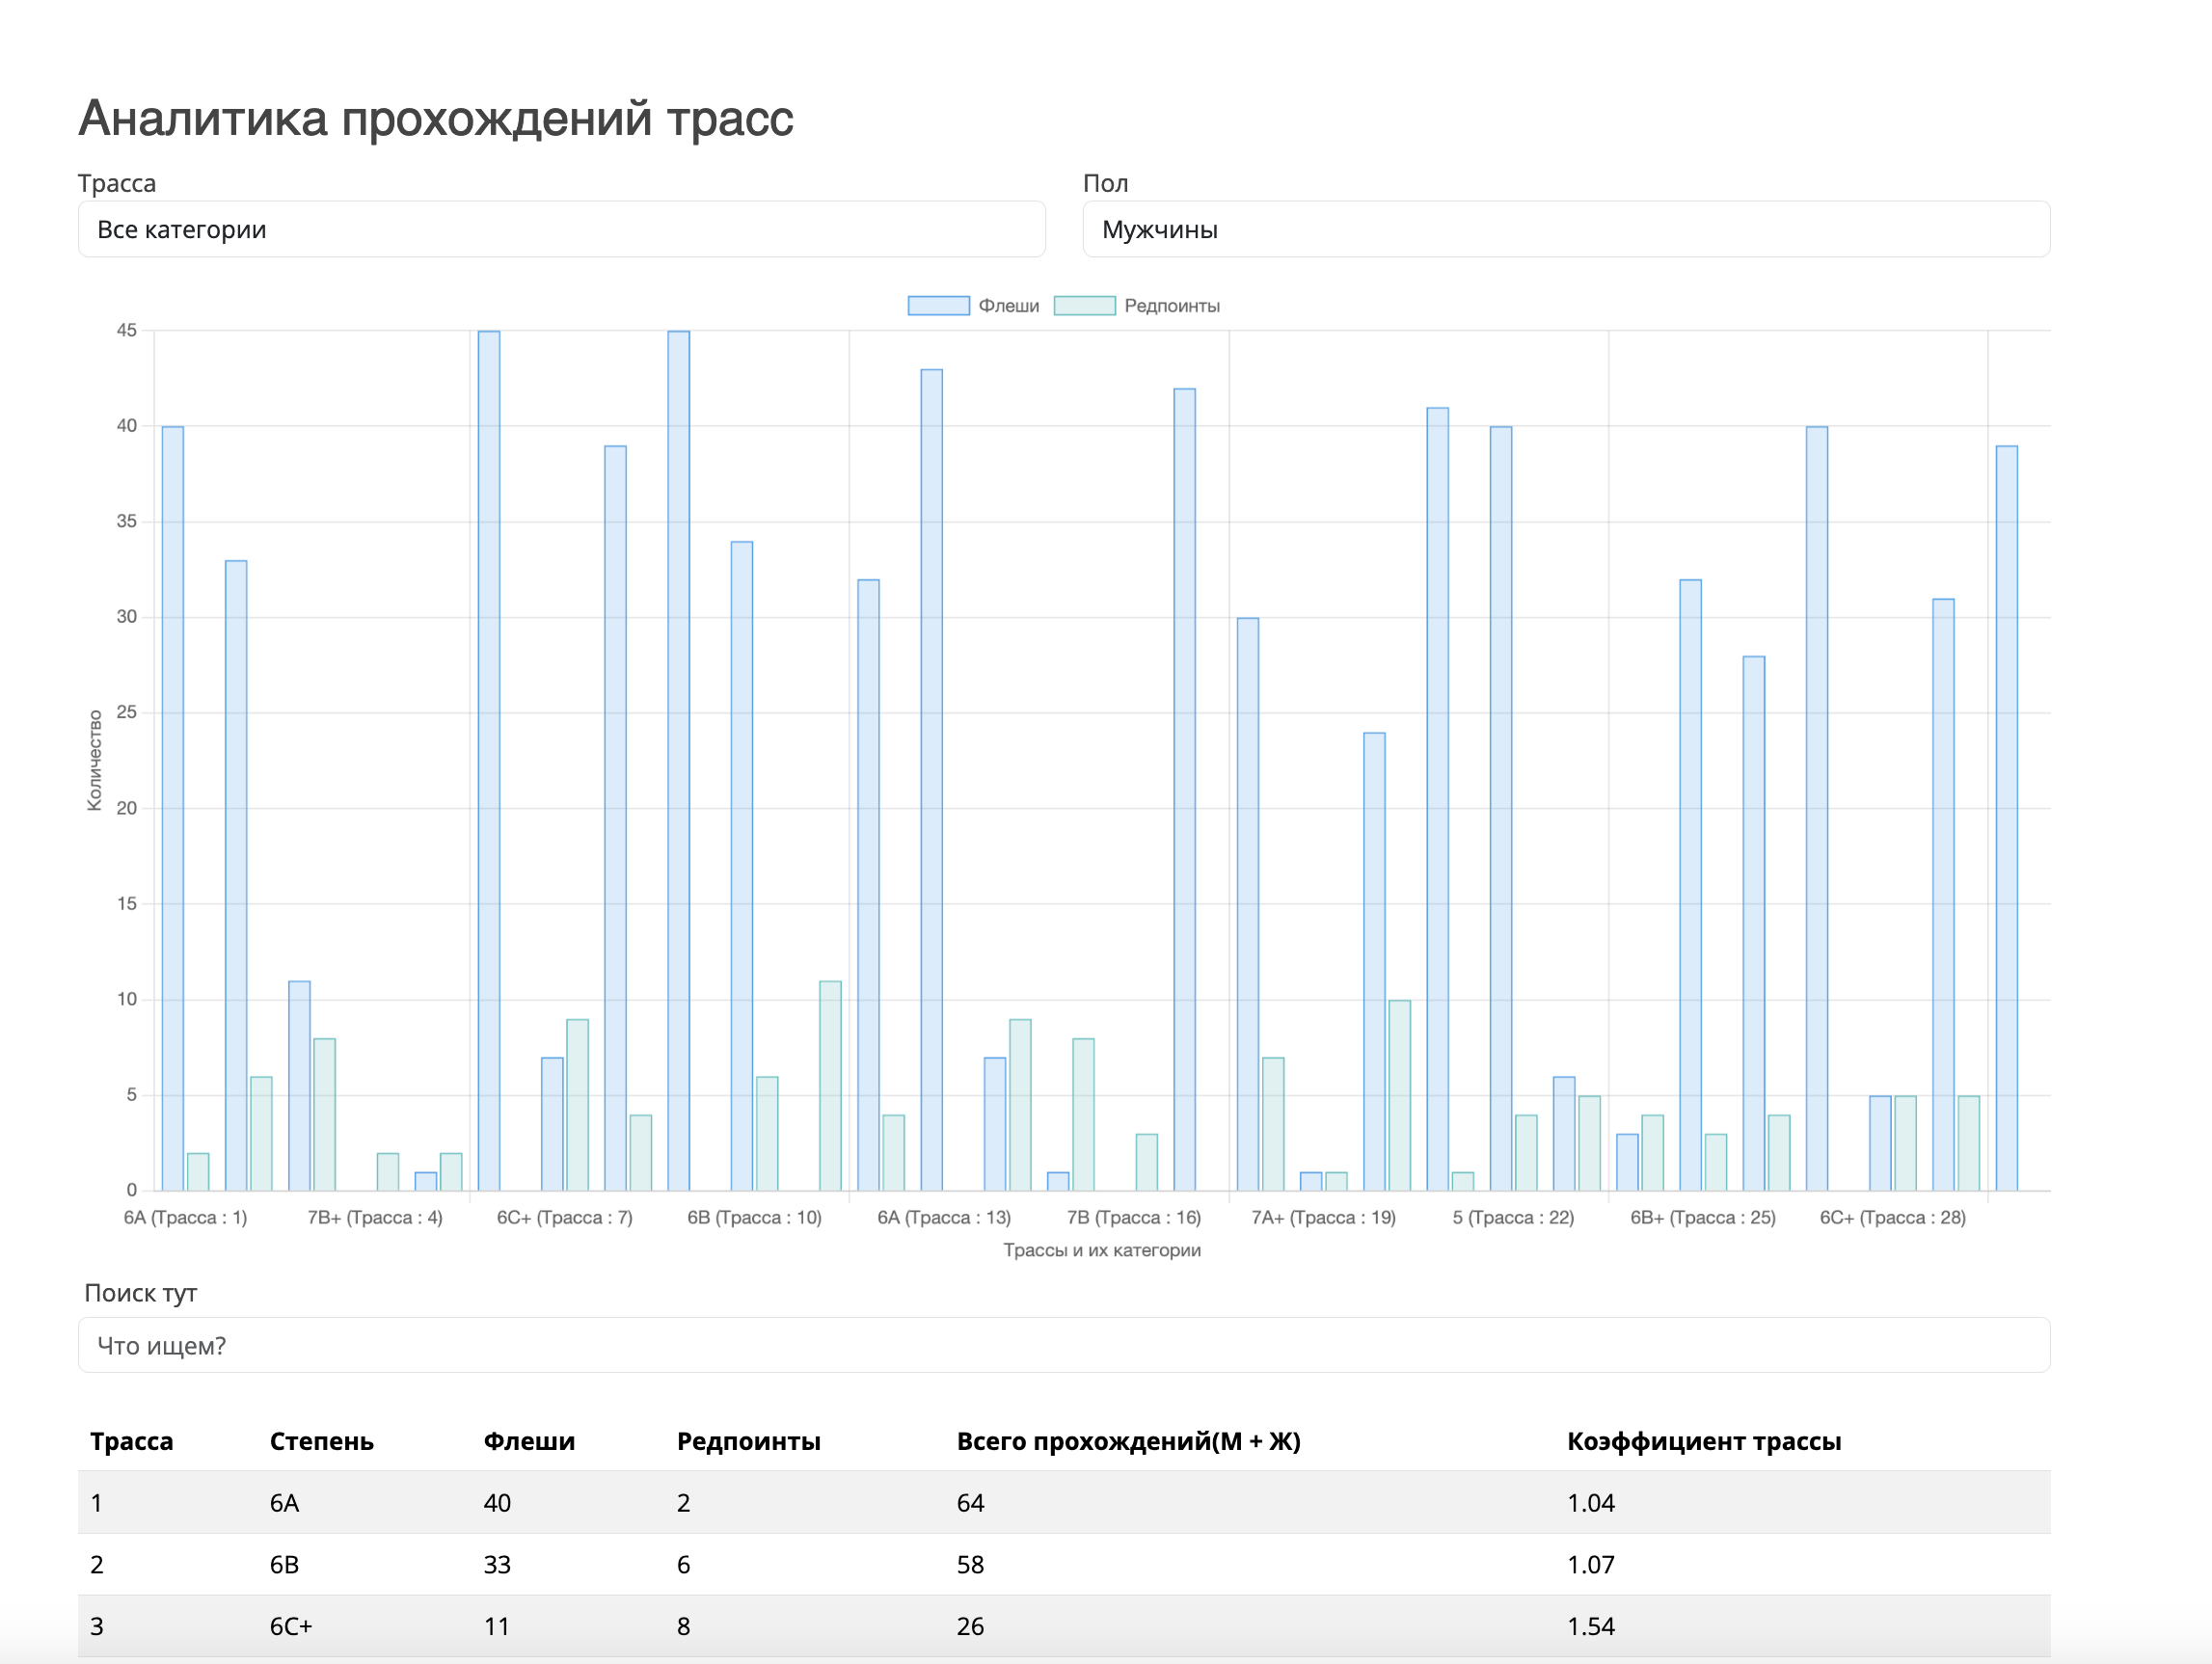 Аналитика прохождений трасс
Трасса Пол
Все категории Мужчины
Флеши Редпоинты
45
40
35
30
25
20
15
10
5
0
Количество
6A (Трасса : 1) 7B+ (Трасса : 4) 6C+ (Трасса : 7) 6B (Трасса : 10) 6A (Трасса : 13) 7B (Трасса : 16) 7A+ (Трасса : 19) 5 (Трасса : 22) 6B+ (Трасса : 25) 6C+ (Трасса : 28)
Трассы и их категории
Поиск тут
Что ищем?
Трасса Степень Флеши Редпоинты Всего прохождений(М + Ж) Коэффициент трассы
1 6A 40 2 64 1.04
2 6B 33 6 58 1.07
3 6C+ 11 8 26 1.54